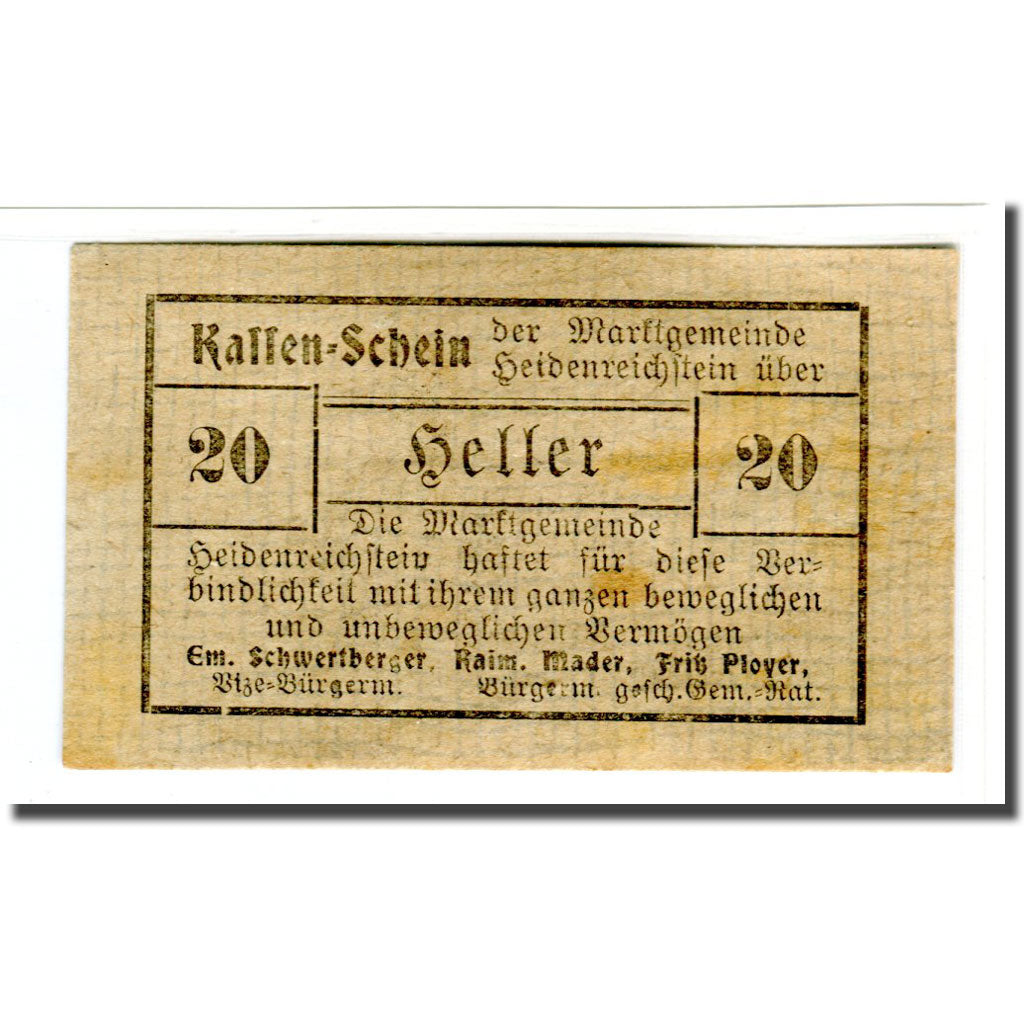 Kassen-Schein der Marktgemeinde
Heidenreichstein über
20 Heller 20
Die Marktgemeinde
Heidenreichstein haftet für diese Ver-
bindlichkeit mit ihrem ganzen beweglichen
und unbeweglichen Vermögen
Em. Schwertberger, Raim. Mader, Fritz Ployer,
Vize-Bürgerm. Bürgerm. gesch. Gem.-Rat.